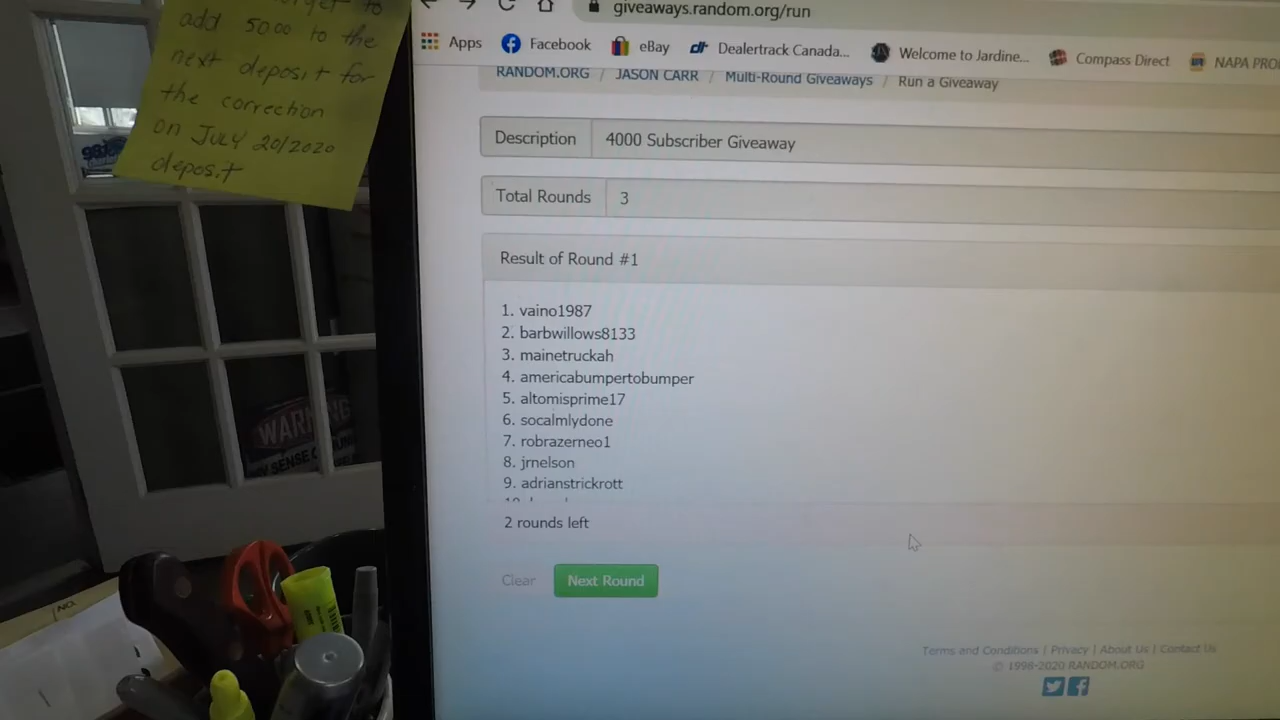 to
add 50.00 to the
next deposit for
the correction
on JULY 20/2020
deposit
giveaways.random.org/run
Apps Facebook eBay Dealertrack Canada... Welcome to Jardine... Compass Direct NAPA PRO
RANDOM.ORG / JASON CARR / Multi-Round Giveaways / Run a Giveaway
Description 4000 Subscriber Giveaway
Total Rounds 3
Result of Round #1
1. vaino1987
2. barbwillows8133
3. mainetruckah
4. americabumpertobumper
5. altomisprime17
6. socalmlydone
7. robrazerneo1
8. jrnelson
9. adrianstrickrott
2 rounds left
Clear Next Round
Terms and Conditions | Privacy | About Us | Contact Us
© 1998-2020 RANDOM.ORG
WARNING
SENSE
NO.